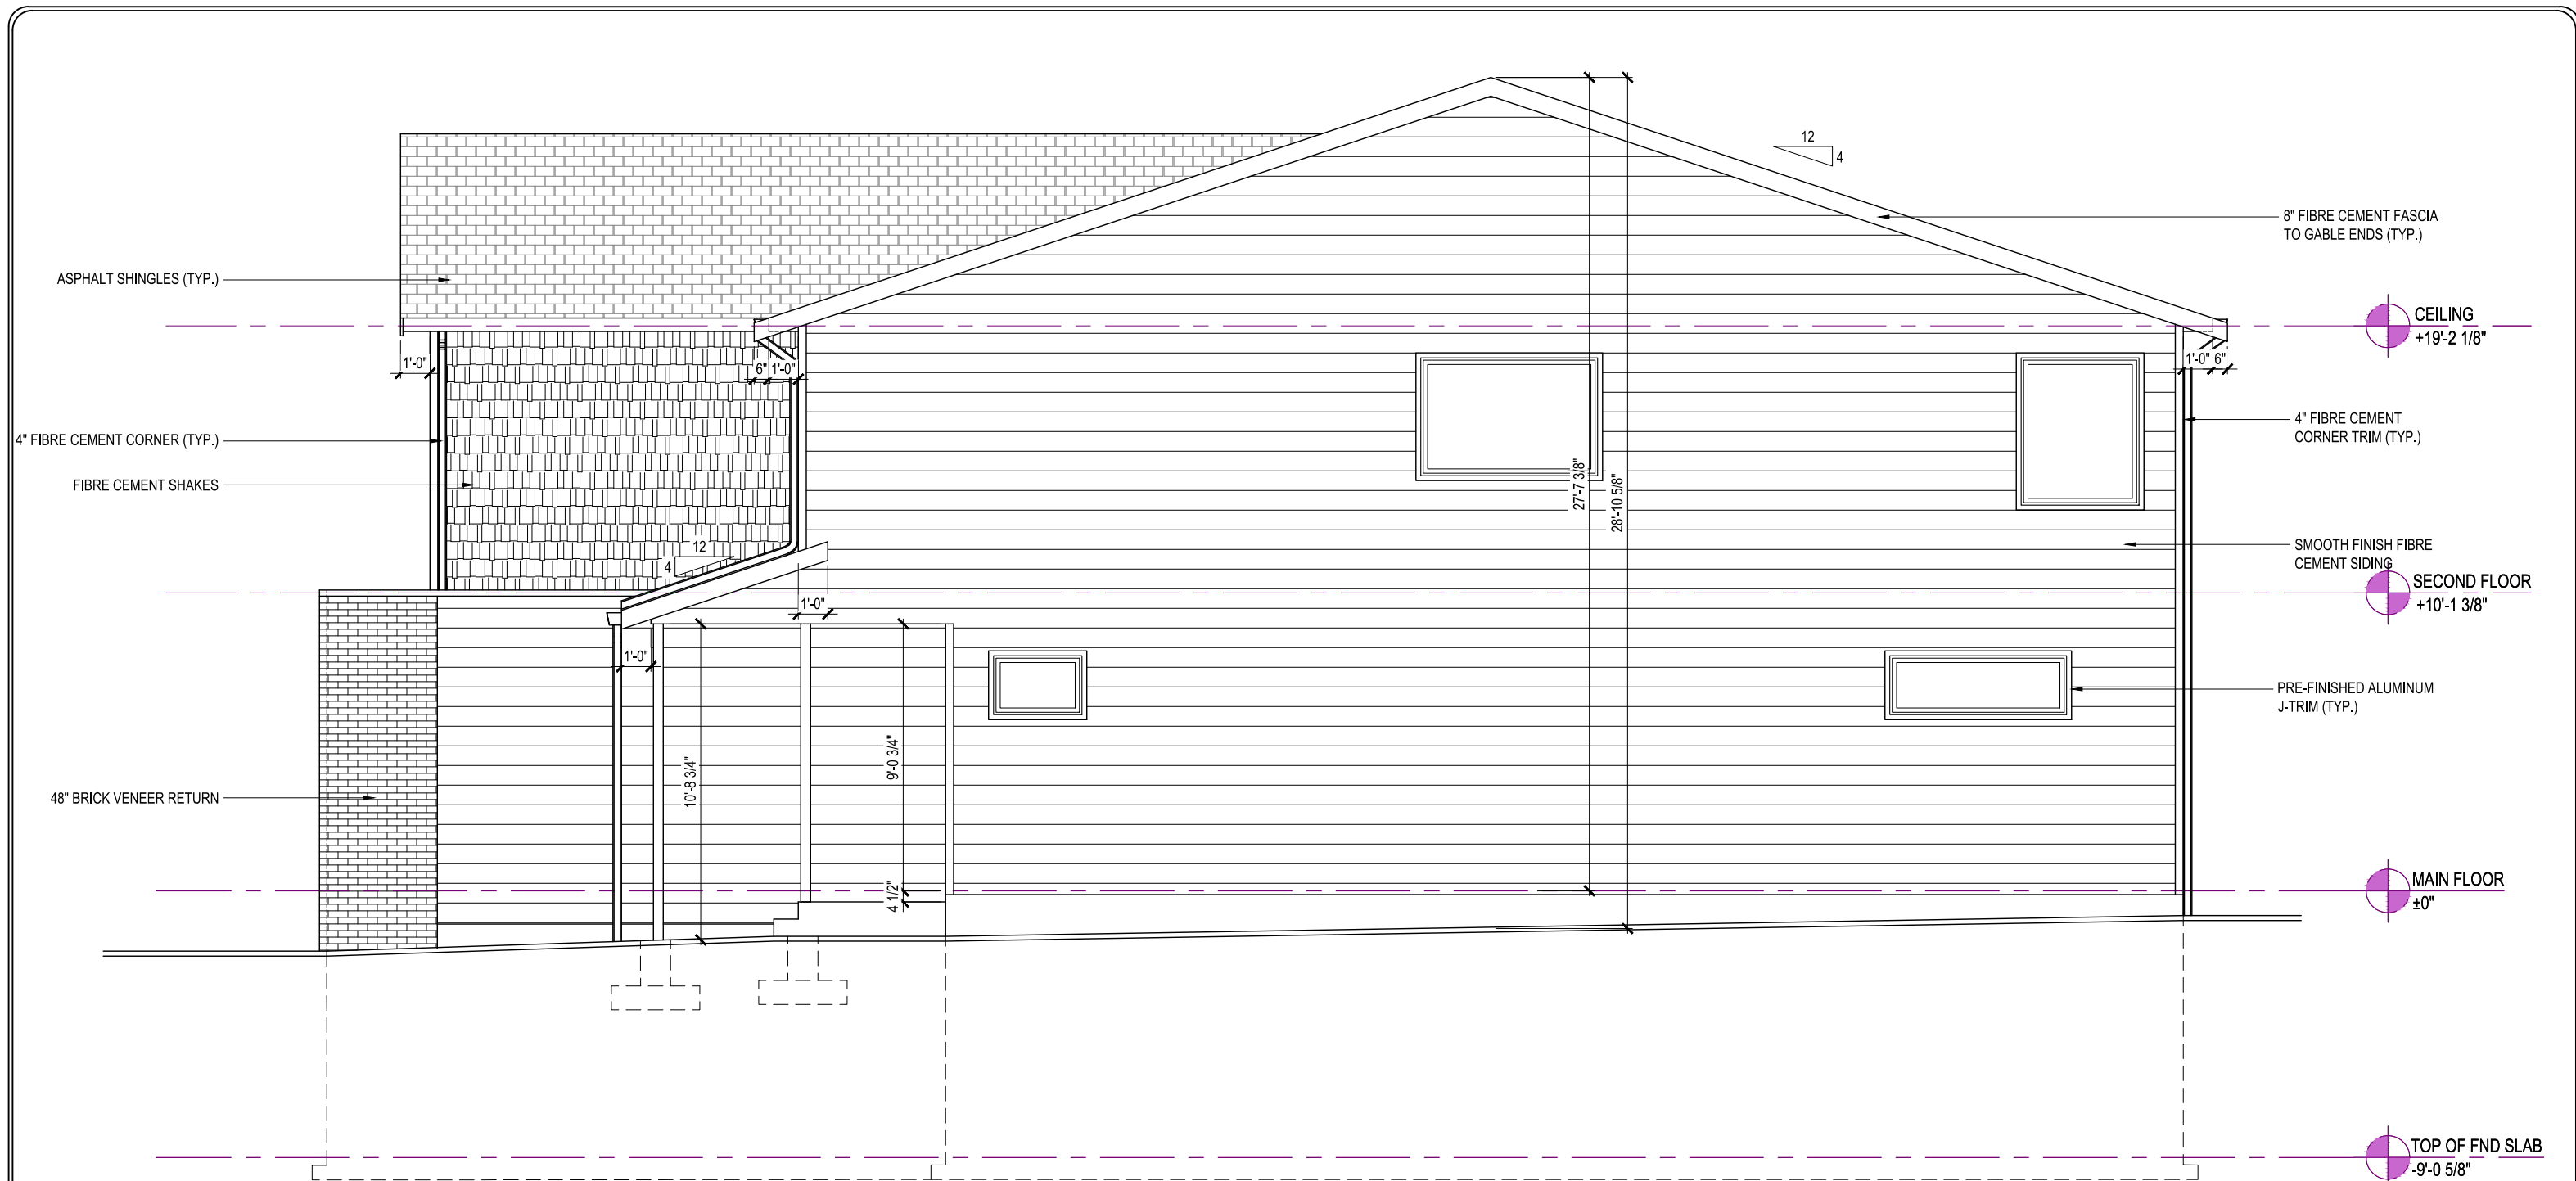 12
4
8" FIBRE CEMENT FASCIA
TO GABLE ENDS (TYP.)
ASPHALT SHINGLES (TYP.)
CEILING
+19'-2 1/8"
1'-0"
6"
1'-0"
1'-0"
6"
4" FIBRE CEMENT CORNER (TYP.)
4" FIBRE CEMENT
CORNER TRIM (TYP.)
FIBRE CEMENT SHAKES
27'-7 3/8"
28'-10 5/8"
12
4
SMOOTH FINISH FIBRE
CEMENT SIDING
SECOND FLOOR
+10'-1 3/8"
1'-0"
1'-0"
PRE-FINISHED ALUMINUM
J-TRIM (TYP.)
10'-8 3/4"
9'-0 3/4"
48" BRICK VENEER RETURN
4 1/2"
MAIN FLOOR
±0"
TOP OF FND SLAB
-9'-0 5/8"